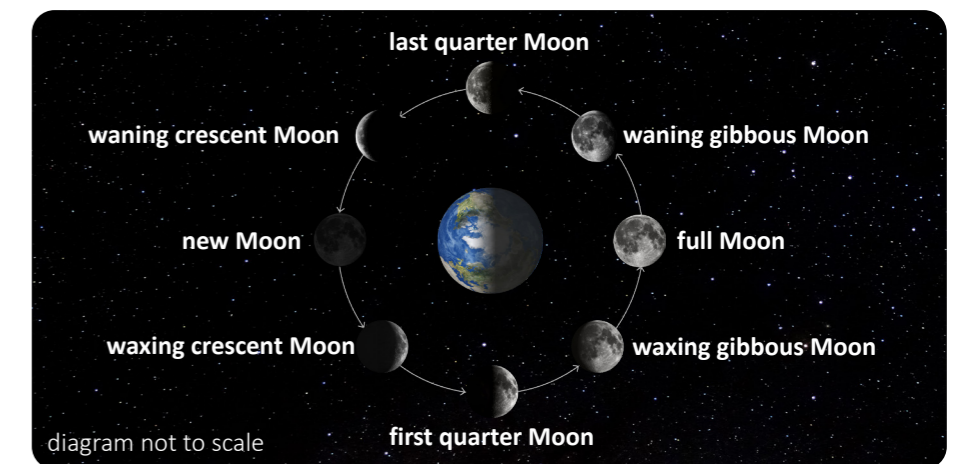 last quarter Moon
waning crescent Moon
waning gibbous Moon
new Moon
full Moon
waxing crescent Moon
waxing gibbous Moon
first quarter Moon
diagram not to scale